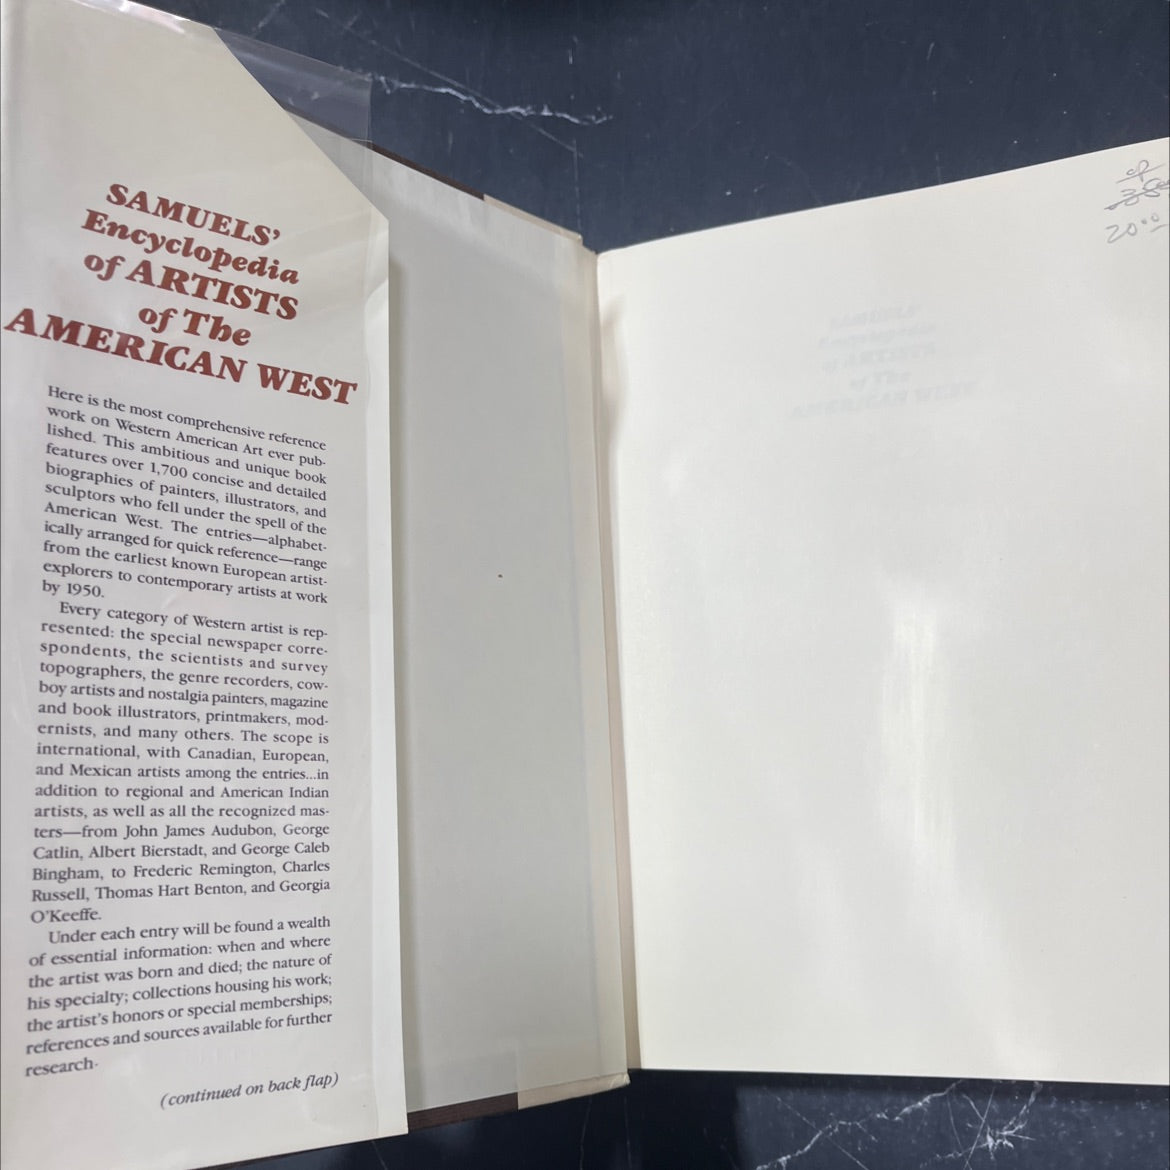 SAMUELS'
Encyclopedia
of ARTISTS
of The
AMERICAN WEST
Here is the most comprehensive reference
work on Western American Art ever pub-
lished. This ambitious and unique book
features over 1,700 concise and detailed
biographies of painters, illustrators, and
sculptors who fell under the spell of the
American West. The entries—alphabet-
ically arranged for quick reference—range
from the earliest known European artist-
explorers to contemporary artists at work
by 1950.
Every category of Western artist is rep-
resented: the special newspaper corre-
spondents, the scientists and survey
topographers, the genre recorders, cow-
boy artists and nostalgia painters, magazine
and book illustrators, printmakers, mod-
ernists, and many others. The scope is
international, with Canadian, European,
and Mexican artists among the entries...in
addition to regional and American Indian
artists, as well as all the recognized mas-
ters—from John James Audubon, George
Catlin, Albert Bierstadt, and George Caleb
Bingham, to Frederic Remington, Charles
Russell, Thomas Hart Benton, and Georgia
O'Keeffe.
Under each entry will be found a wealth
of essential information: when and where
the artist was born and died; the nature of
his specialty; collections housing his work;
the artist's honors or special memberships;
references and sources available for further
research.
(continued on back flap)
op
20.00
SAMUELS'
Encyclopedia
of ARTISTS
of The
AMERICAN WEST